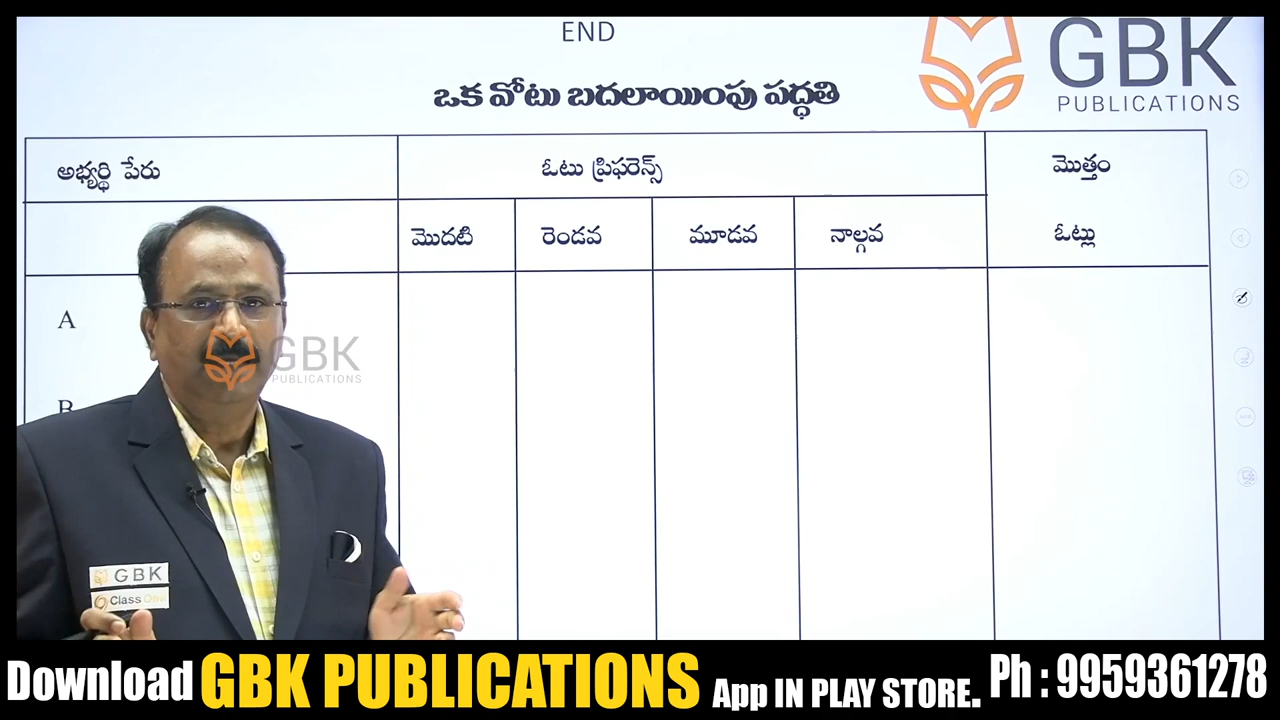 END
GBK
PUBLICATIONS
ఒక వోటు బదలాయింపు పద్ధతి
అభ్యర్థి పేరు ఓటు ప్రిఫరెన్స్ మొత్తం
మొదటి రెండవ మూడవ నాల్గవ ఓట్లు
A
GBK
PUBLICATIONS
B
GBK
Class One
Download GBK PUBLICATIONS App IN PLAY STORE. Ph : 9959361278